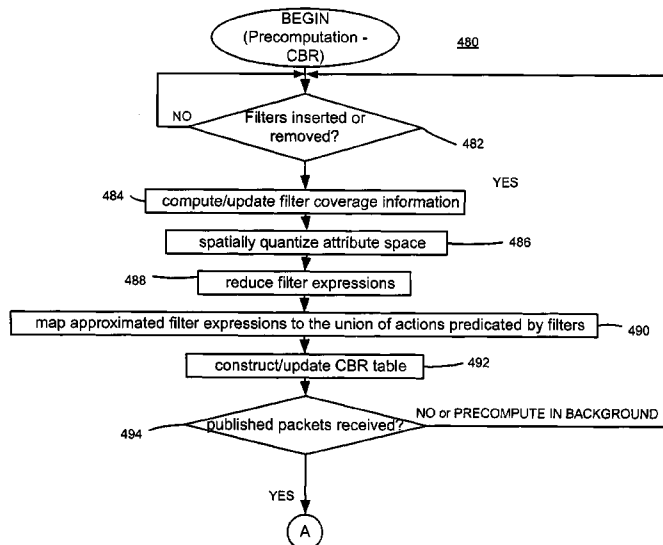 BEGIN
(Precomputation -
CBR)
480
NO
Filters inserted or
removed?
482
YES
484
compute/update filter coverage information
spatially quantize attribute space
486
488
reduce filter expressions
map approximated filter expressions to the union of actions predicated by filters
490
construct/update CBR table
492
NO or PRECOMPUTE IN BACKGROUND
published packets received?
494
YES
A